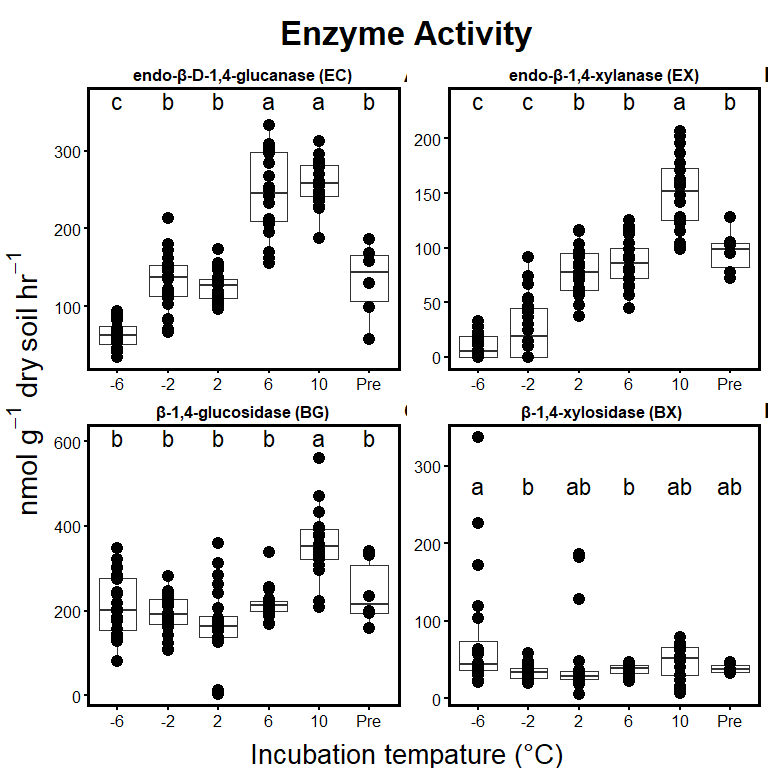 Enzyme Activity
endo-β-D-1,4-glucanase (EC)
c b b a a b
300
200
100
-6 -2 2 6 10 Pre
endo-β-1,4-xylanase (EX)
c c b b a b
200
150
100
50
0
-6 -2 2 6 10 Pre
β-1,4-glucosidase (BG)
b b b b a b
600
400
200
0
-6 -2 2 6 10 Pre
β-1,4-xylosidase (BX)
a b ab b ab ab
300
200
100
0
-6 -2 2 6 10 Pre
nmol g⁻¹ dry soil hr⁻¹
Incubation tempature (°C)